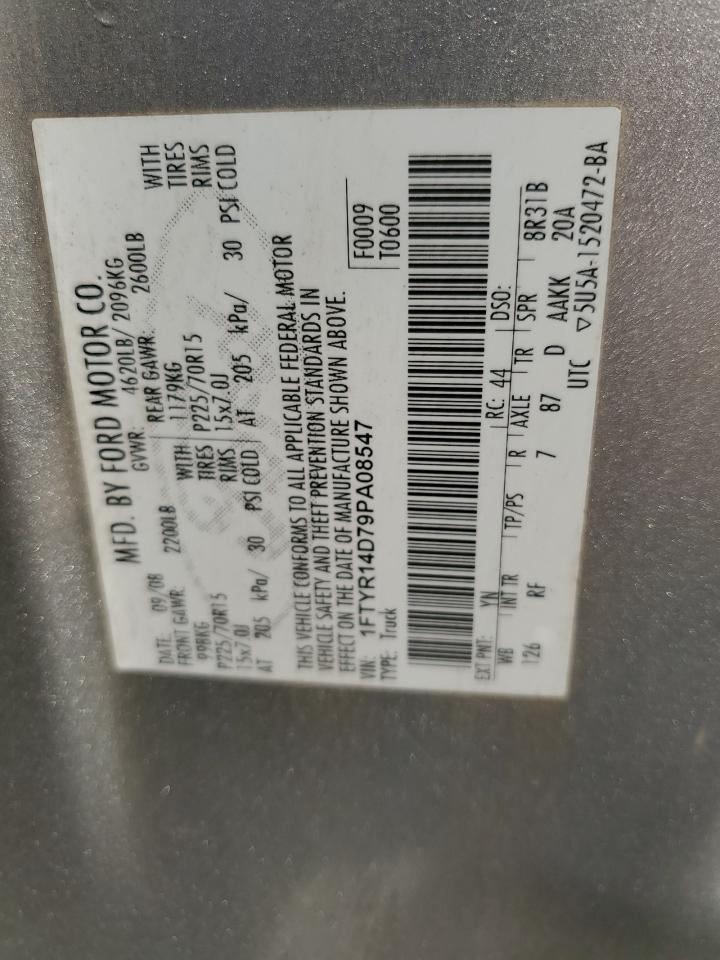 MFD. BY FORD MOTOR CO.
DATE: 09/08 GVWR: 4620LB/ 2096KG
FRONT GAWR: 2200LB REAR GAWR: 2600LB
998KG WITH 1179KG WITH
P225/70R15 TIRES P225/70R15 TIRES
15x7.0J RIMS 15x7.0J RIMS
AT 205 kPa/ 30 PSI COLD AT 205 kPa/ 30 PSI COLD
THIS VEHICLE CONFORMS TO ALL APPLICABLE FEDERAL MOTOR
VEHICLE SAFETY AND THEFT PREVENTION STANDARDS IN
EFFECT ON THE DATE OF MANUFACTURE SHOWN ABOVE.
VIN: 1FTYR14D79PA08547 F0009
TYPE: Truck T0600
EXT PNT: YN RC: 44 DSO:
WB INT TR TP/PS R AXLE TR SPR 8R31B
126 RF 7 87 D AAKK 20A
UTC ▽5U5A-1520472-BA